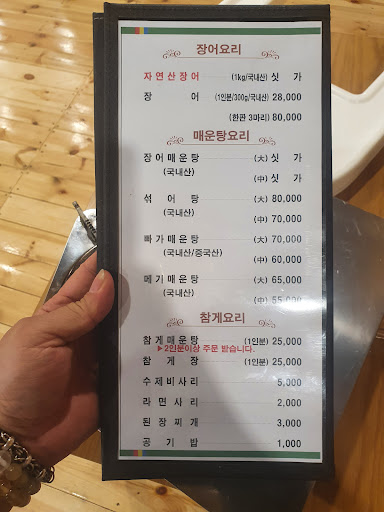 장어요리
자연산장어 (1kg/국내산) 싯 가
장 어 (1인분/300g/국내산) 28,000
(한판 3마리) 80,000
매운탕요리
장어매운탕 (大) 싯 가
(국내산) (中) 싯 가
섞 어 탕 (大) 80,000
(국내산) (中) 70,000
빠가매운탕 (大) 70,000
(국내산/중국산) (中) 60,000
메기매운탕 (大) 65,000
(국내산) (中) 55,000
참게요리
참게매운탕 (1인분) 25,000
▶2인분이상 주문 받습니다.
참 게 장 (1인분) 25,000
수제비사리 5,000
라면사리 2,000
된장찌개 3,000
공 기 밥 1,000